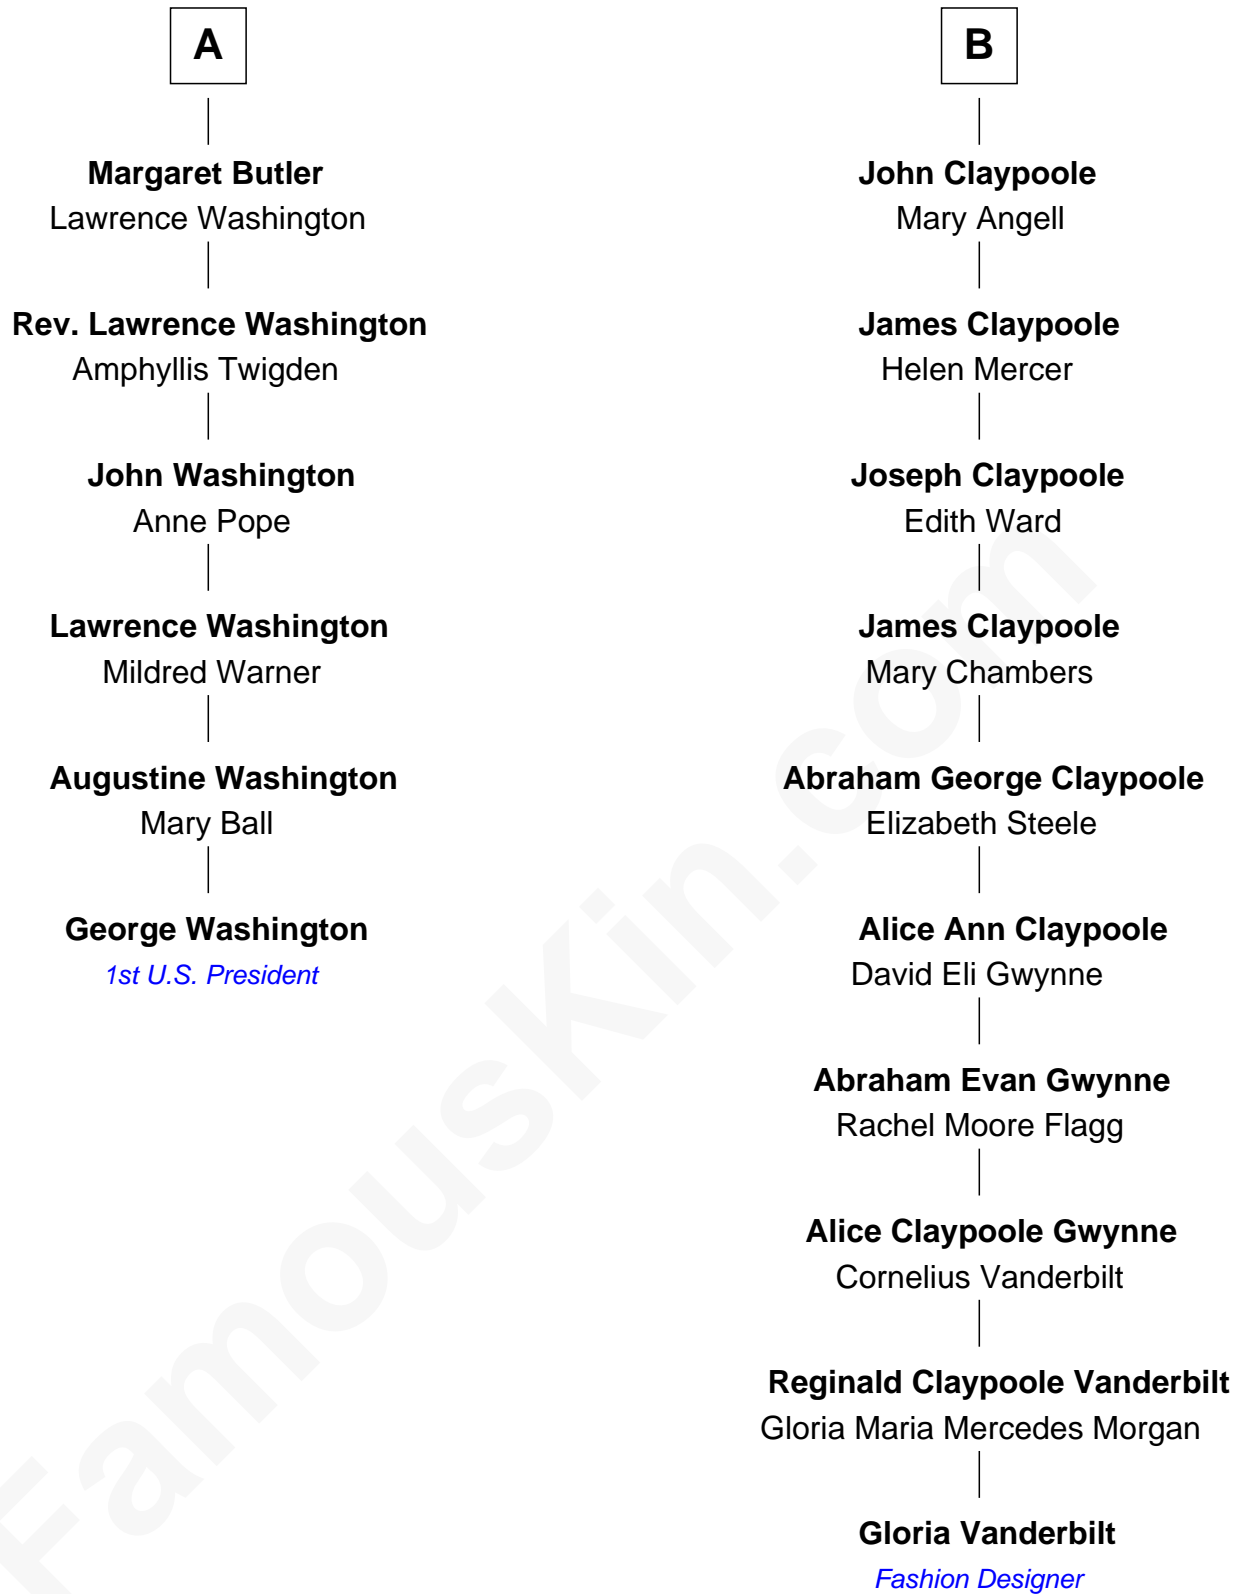 A
Margaret Butler
Lawrence Washington
Rev. Lawrence Washington
Amphyllis Twigden
John Washington
Anne Pope
Lawrence Washington
Mildred Warner
Augustine Washington
Mary Ball
George Washington
1st U.S. President
B
John Claypoole
Mary Angell
James Claypoole
Helen Mercer
Joseph Claypoole
Edith Ward
James Claypoole
Mary Chambers
Abraham George Claypoole
Elizabeth Steele
Alice Ann Claypoole
David Eli Gwynne
Abraham Evan Gwynne
Rachel Moore Flagg
Alice Claypoole Gwynne
Cornelius Vanderbilt
Reginald Claypoole Vanderbilt
Gloria Maria Mercedes Morgan
Gloria Vanderbilt
Fashion Designer
FamousKin.com